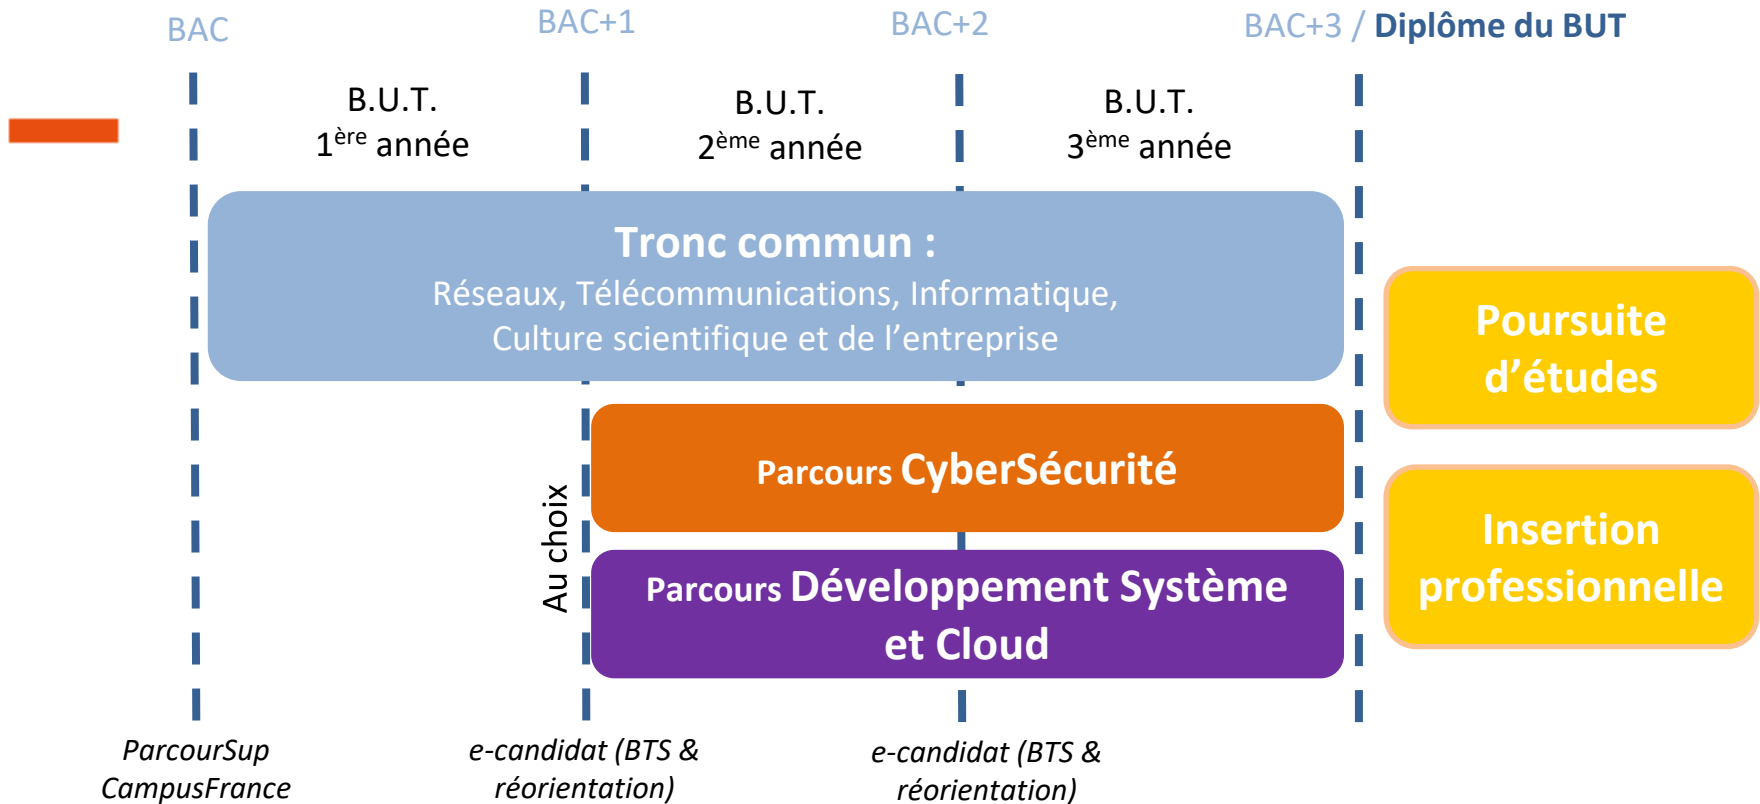 BAC
BAC+1
BAC+2
BAC+3 / Diplôme du BUT
B.U.T.
1ère année
B.U.T.
2ème année
B.U.T.
3ème année
Tronc commun :
Réseaux, Télécommunications, Informatique,
Culture scientifique et de l’entreprise
Poursuite
d’études
Au choix
Parcours CyberSécurité
Parcours Développement Système
et Cloud
Insertion
professionnelle
ParcourSup
CampusFrance
e-candidat (BTS &
réorientation)
e-candidat (BTS &
réorientation)